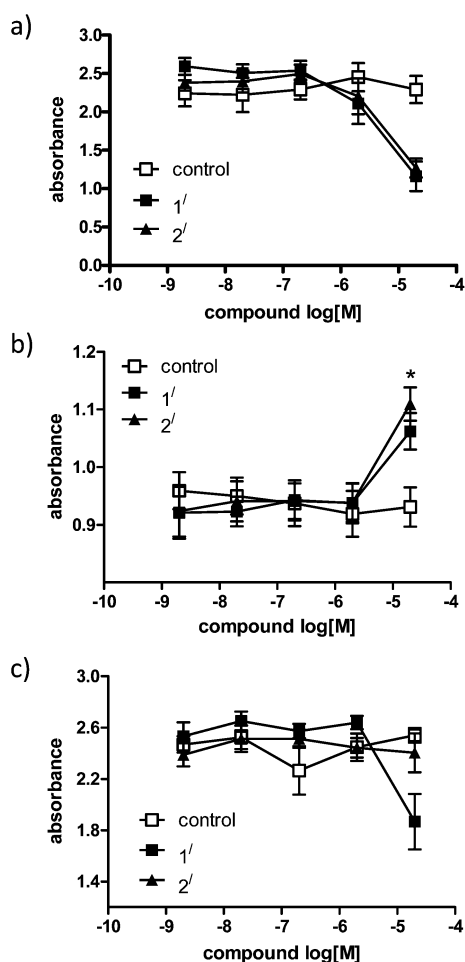 a)
3.0
2.5
2.0
1.5
1.0
0.5
0.0
absorbance
control
1/
2/
-10 -9 -8 -7 -6 -5 -4
compound log[M]
b)
1.2
1.1
1.0
0.9
absorbance
control
1/
2/
*
-10 -9 -8 -7 -6 -5 -4
compound log[M]
c)
3.0
2.6
2.2
1.8
1.4
absorbance
control
1/
2/
-10 -9 -8 -7 -6 -5 -4
compound log[M]